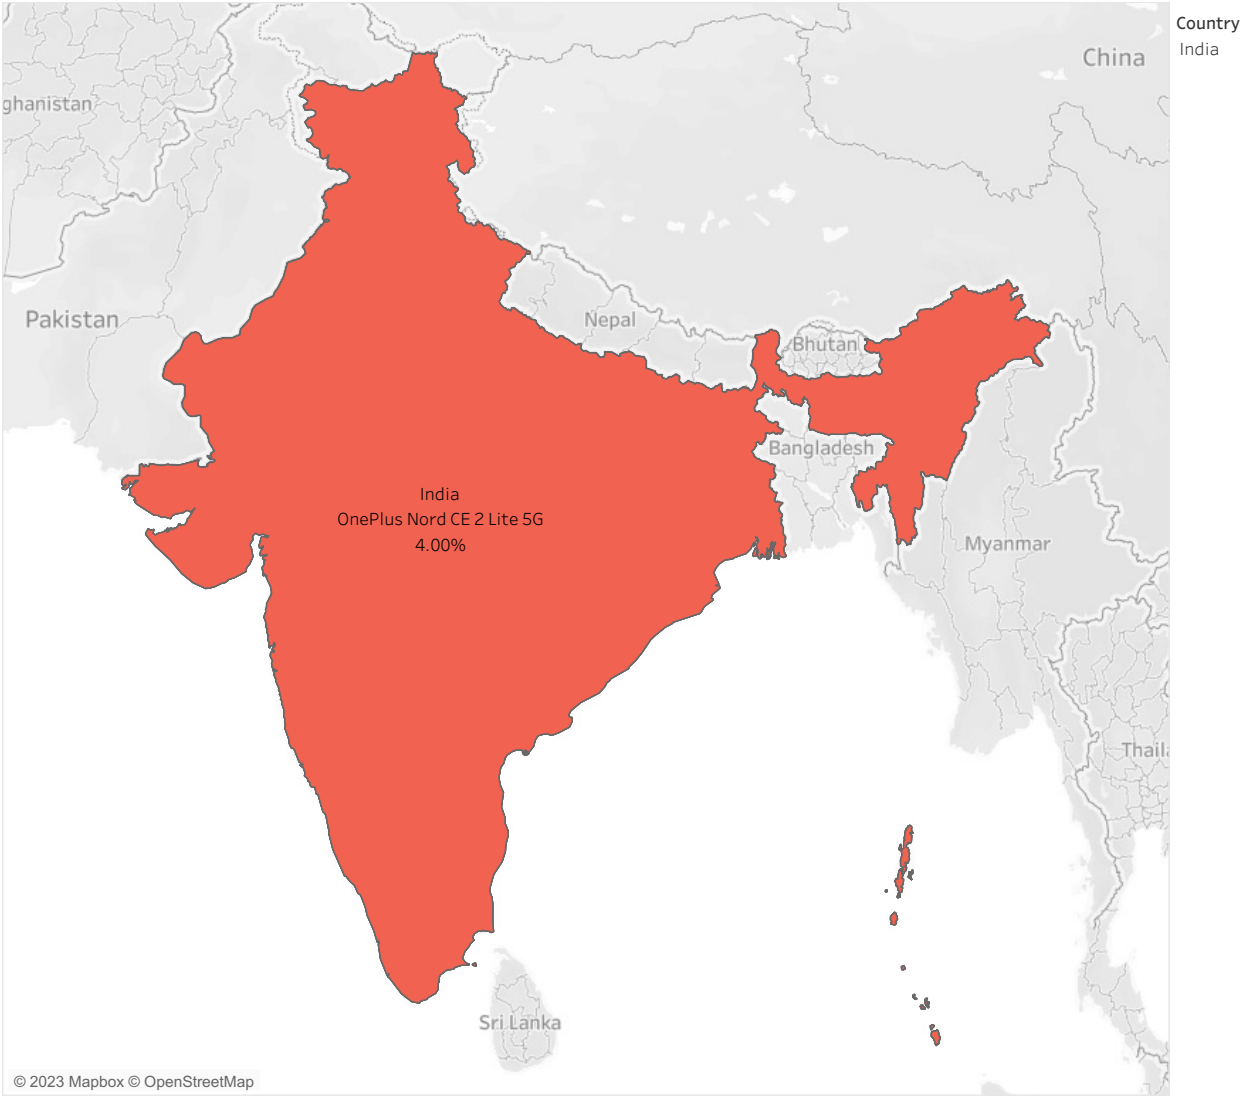 Country
India
China
ghanistan
Pakistan
Nepal
Bhutan
Bangladesh
India
OnePlus Nord CE 2 Lite 5G
4.00%
Myanmar
Thail
Sri Lanka
© 2023 Mapbox © OpenStreetMap